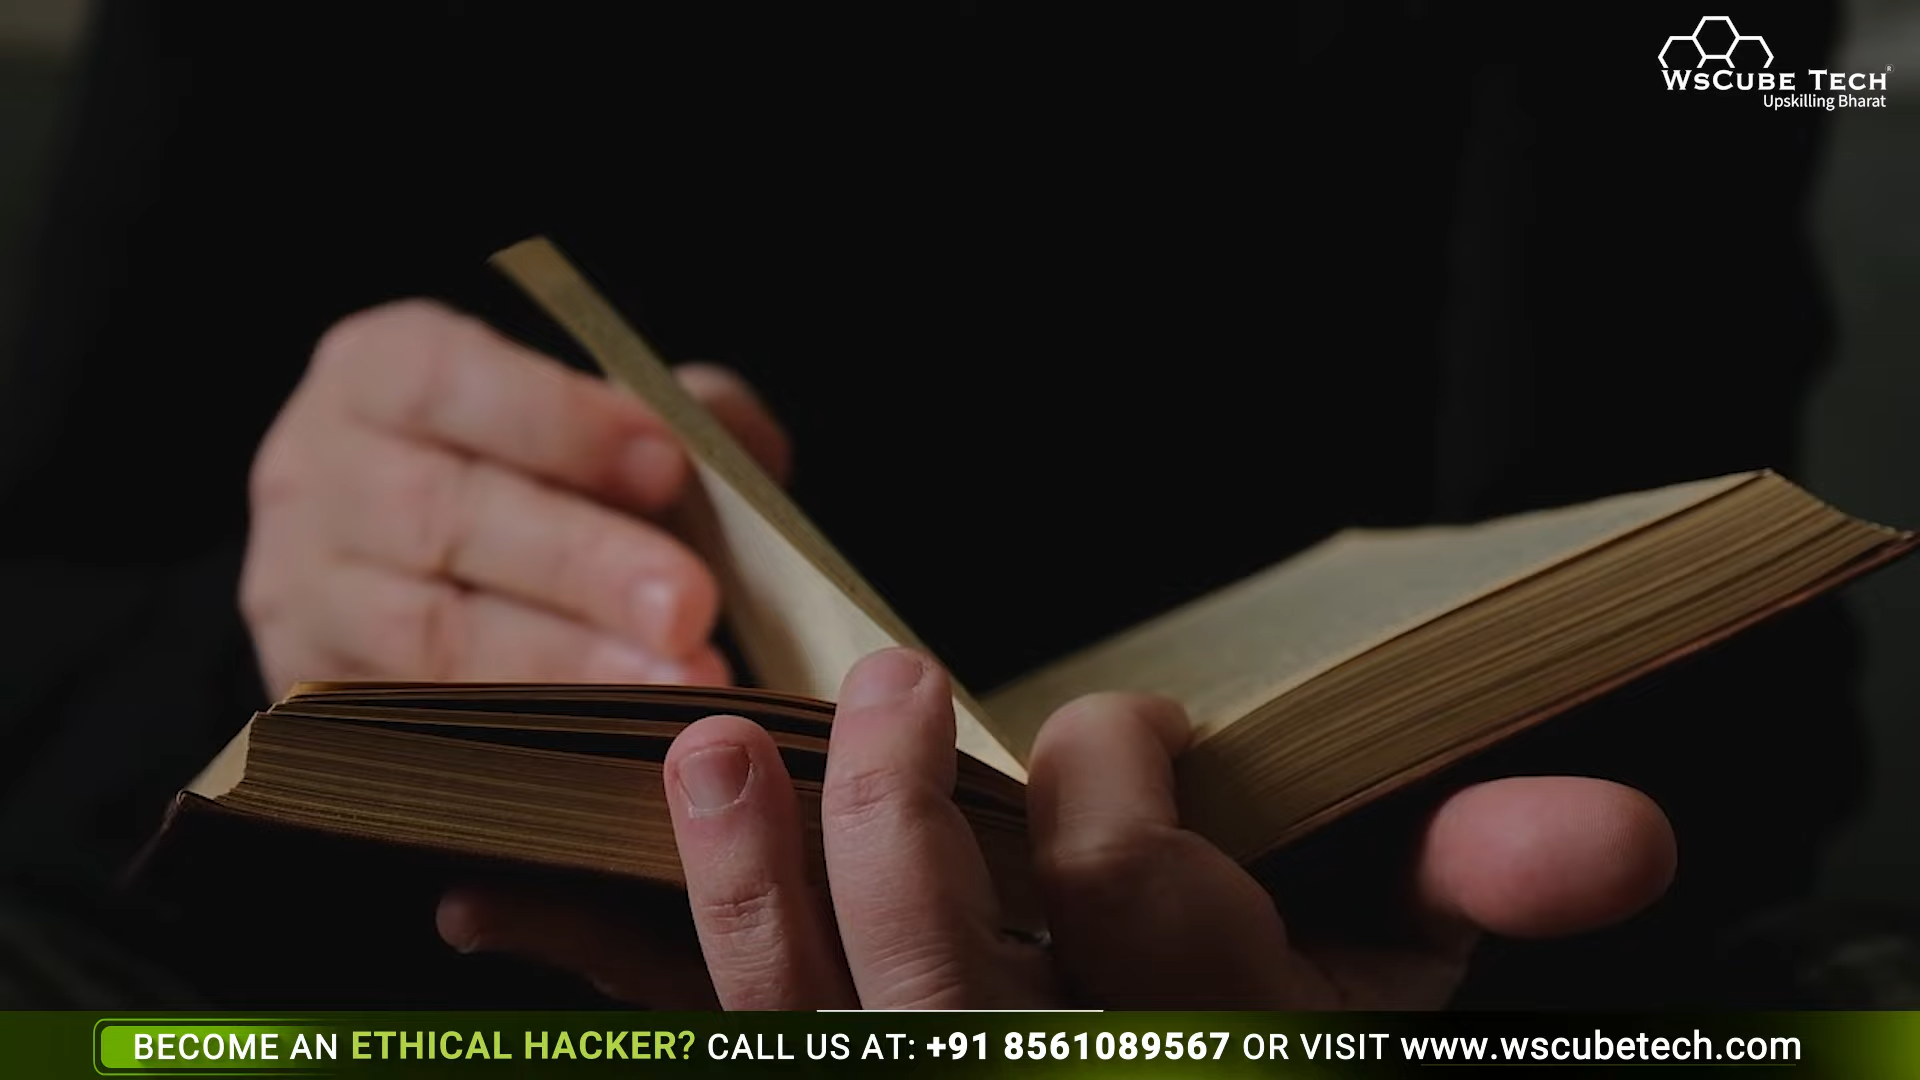 WSCUBE TECH®
Upskilling Bharat
BECOME AN ETHICAL HACKER? CALL US AT: +91 8561089567 OR VISIT www.wscubetech.com